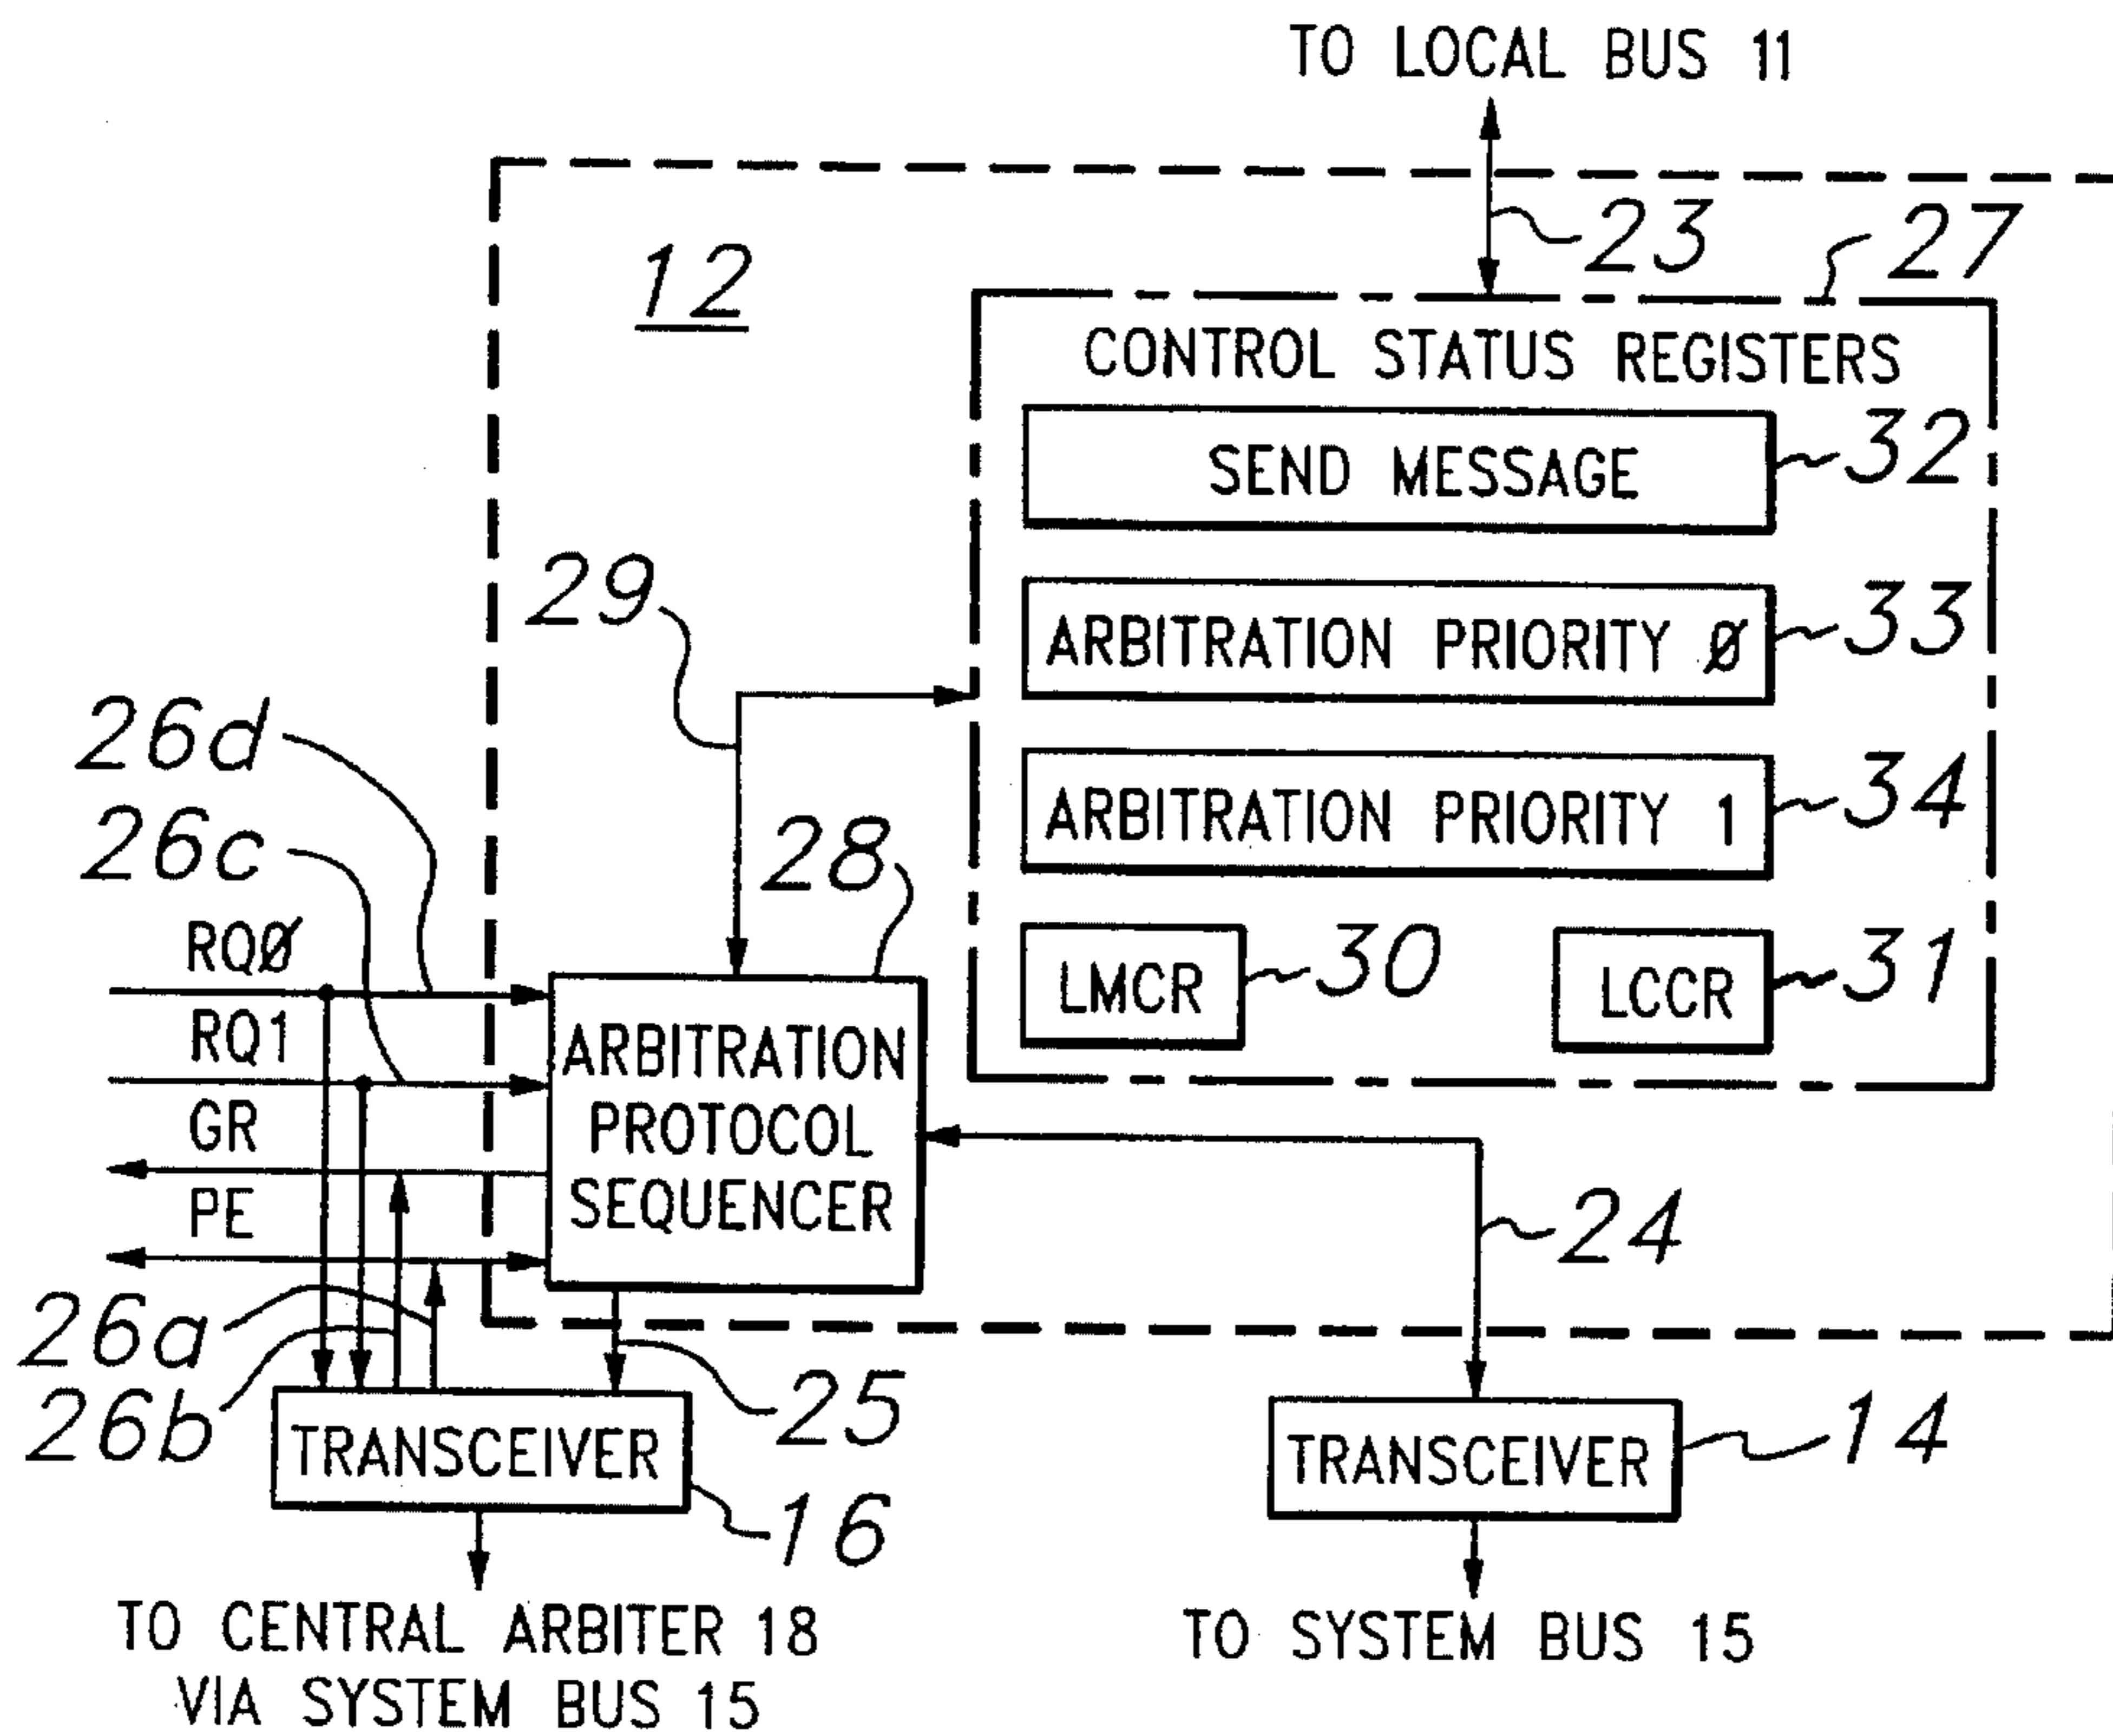 TO LOCAL BUS 11
23
27
12
CONTROL STATUS REGISTERS
SEND MESSAGE
32
29
ARBITRATION PRIORITY Ø
33
26d
ARBITRATION PRIORITY 1
34
26c
28
RQØ
LMCR
30
LCCR
31
RQ1
ARBITRATION
PROTOCOL
SEQUENCER
GR
PE
24
26a
26b
25
TRANSCEIVER
16
TRANSCEIVER
14
TO CENTRAL ARBITER 18
VIA SYSTEM BUS 15
TO SYSTEM BUS 15